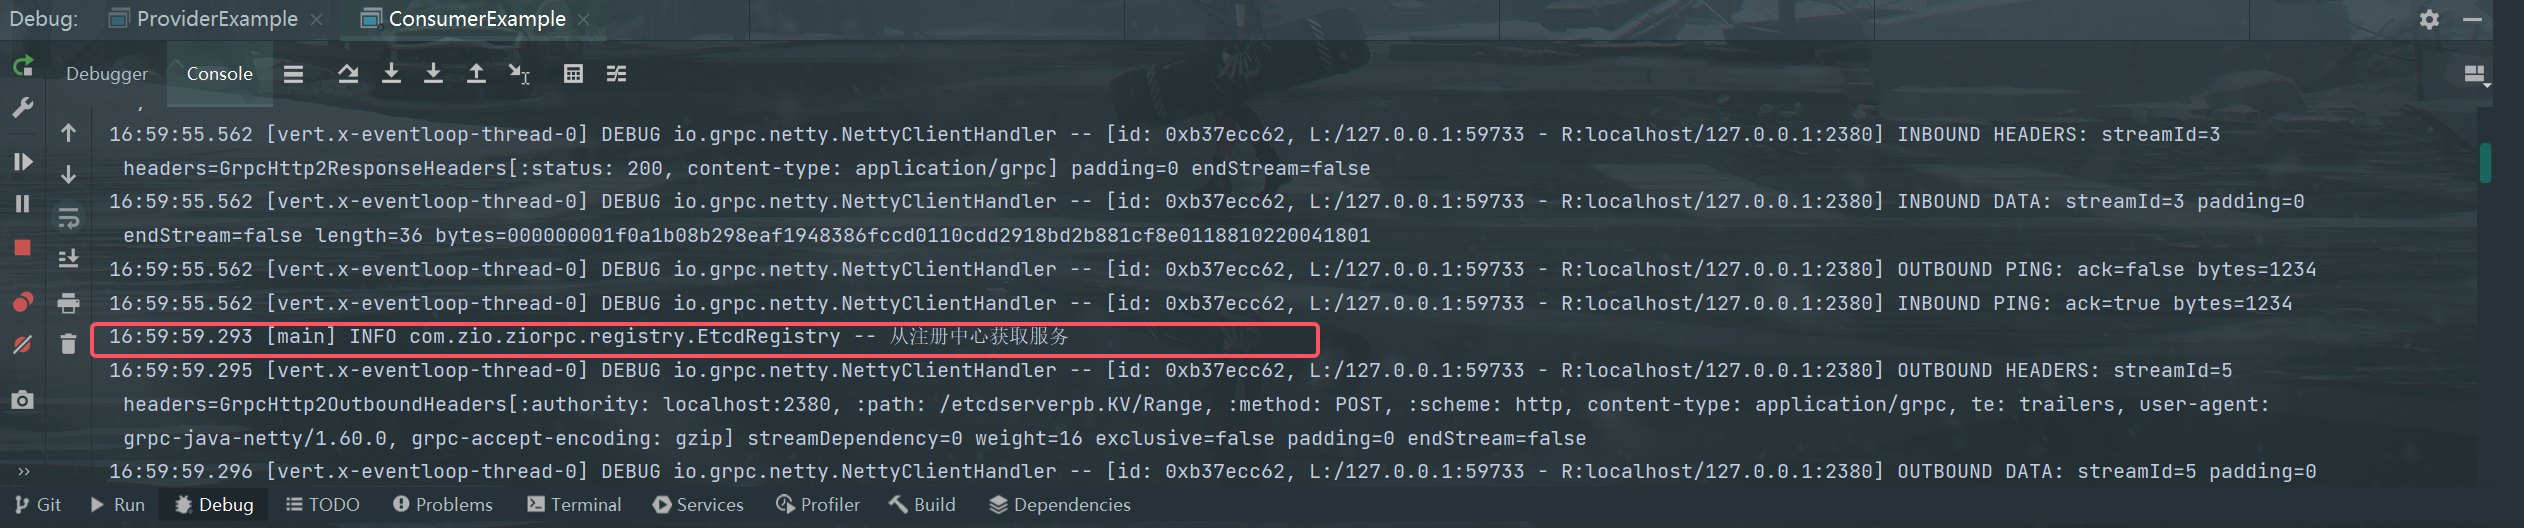 Debug: ProviderExample ConsumerExample
Debugger Console
16:59:55.562 [vert.x-eventloop-thread-0] DEBUG io.grpc.netty.NettyClientHandler -- [id: 0xb37ecc62, L:/127.0.0.1:59733 - R:localhost/127.0.0.1:2380] INBOUND HEADERS: streamId=3
headers=GrpcHttp2ResponseHeaders[:status: 200, content-type: application/grpc] padding=0 endStream=false
16:59:55.562 [vert.x-eventloop-thread-0] DEBUG io.grpc.netty.NettyClientHandler -- [id: 0xb37ecc62, L:/127.0.0.1:59733 - R:localhost/127.0.0.1:2380] INBOUND DATA: streamId=3 padding=0
endStream=false length=36 bytes=000000001f0a1b08b298eaf1948386fccd0110cdd2918bd2b881cf8e0118810220041801
16:59:55.562 [vert.x-eventloop-thread-0] DEBUG io.grpc.netty.NettyClientHandler -- [id: 0xb37ecc62, L:/127.0.0.1:59733 - R:localhost/127.0.0.1:2380] OUTBOUND PING: ack=false bytes=1234
16:59:55.562 [vert.x-eventloop-thread-0] DEBUG io.grpc.netty.NettyClientHandler -- [id: 0xb37ecc62, L:/127.0.0.1:59733 - R:localhost/127.0.0.1:2380] INBOUND PING: ack=true bytes=1234
16:59:59.293 [main] INFO com.zio.ziorpc.registry.EtcdRegistry -- 从注册中心获取服务
16:59:59.295 [vert.x-eventloop-thread-0] DEBUG io.grpc.netty.NettyClientHandler -- [id: 0xb37ecc62, L:/127.0.0.1:59733 - R:localhost/127.0.0.1:2380] OUTBOUND HEADERS: streamId=5
headers=GrpcHttp2OutboundHeaders[:authority: localhost:2380, :path: /etcdserverpb.KV/Range, :method: POST, :scheme: http, content-type: application/grpc, te: trailers, user-agent:
grpc-java-netty/1.60.0, grpc-accept-encoding: gzip] streamDependency=0 weight=16 exclusive=false padding=0 endStream=false
16:59:59.296 [vert.x-eventloop-thread-0] DEBUG io.grpc.netty.NettyClientHandler -- [id: 0xb37ecc62, L:/127.0.0.1:59733 - R:localhost/127.0.0.1:2380] OUTBOUND DATA: streamId=5 padding=0
Git Run Debug TODO Problems Terminal Services Profiler Build Dependencies